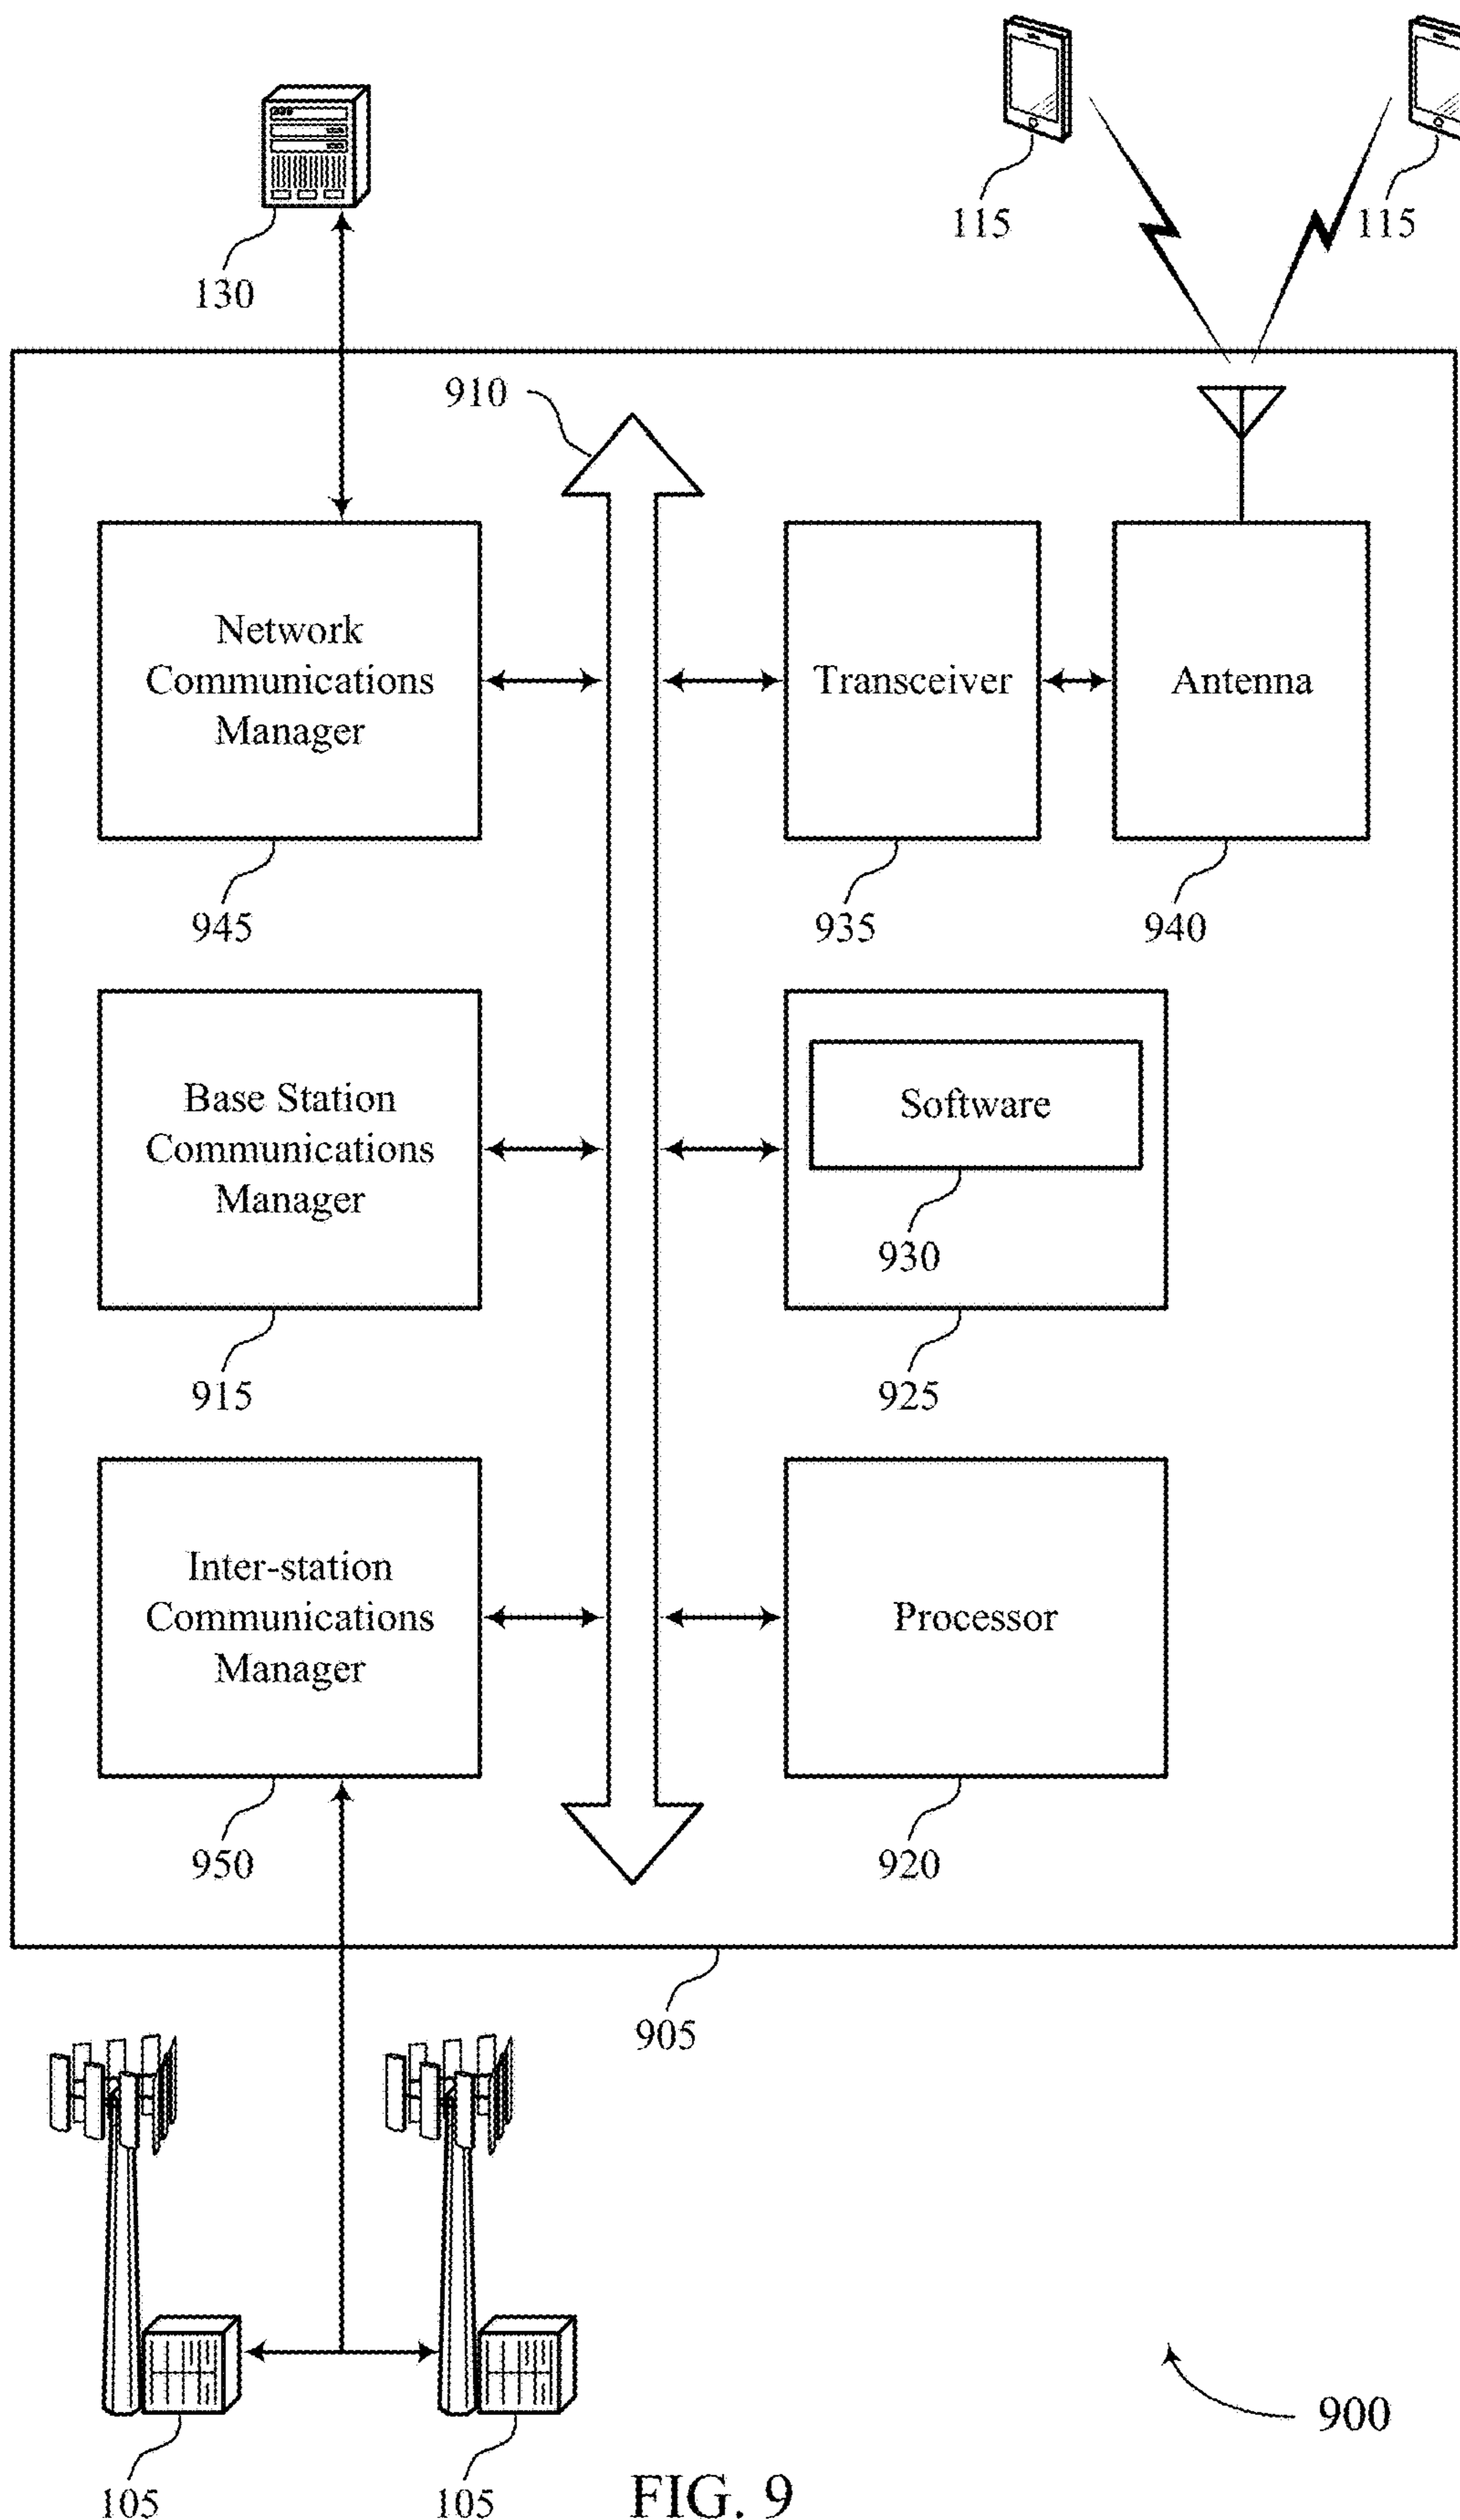 115
115
130
910
Network
Communications
Manager
Transceiver
Antenna
945
935
940
Base Station
Communications
Manager
Software
930
915
925
Inter-station
Communications
Manager
Processor
950
920
905
900
105
105
FIG. 9